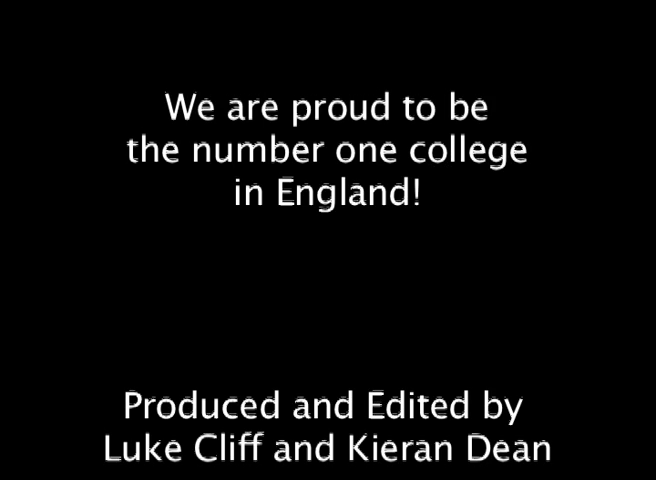 We are proud to be
the number one college
in England!
Produced and Edited by
Luke Cliff and Kieran Dean